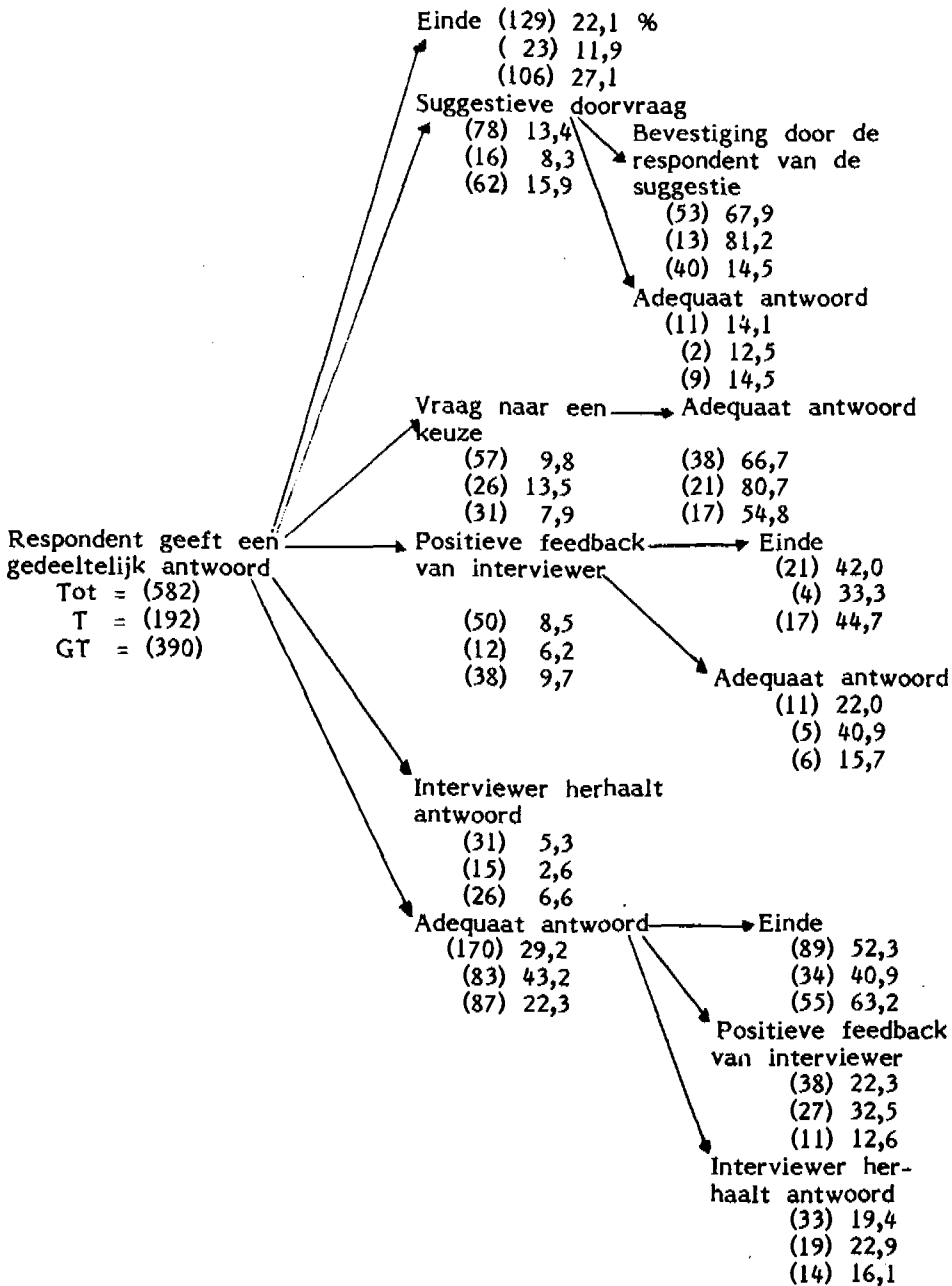 Einde (129) 22,1 %
( 23) 11,9
(106) 27,1
Suggestieve doorvraag
(78) 13,4
(16) 8,3
(62) 15,9
Bevestiging door de
respondent van de
suggestie
(53) 67,9
(13) 81,2
(40) 14,5
Adequaat antwoord
(11) 14,1
(2) 12,5
(9) 14,5
Vraag naar een
keuze
(57) 9,8
(26) 13,5
(31) 7,9
Adequaat antwoord
(38) 66,7
(21) 80,7
(17) 54,8
Respondent geeft een
gedeeltelijk antwoord
Tot = (582)
T = (192)
GT = (390)
Positieve feedback
van interviewer
(50) 8,5
(12) 6,2
(38) 9,7
Einde
(21) 42,0
(4) 33,3
(17) 44,7
Adequaat antwoord
(11) 22,0
(5) 40,9
(6) 15,7
Interviewer herhaalt
antwoord
(31) 5,3
(15) 2,6
(26) 6,6
Adequaat antwoord
(170) 29,2
(83) 43,2
(87) 22,3
Einde
(89) 52,3
(34) 40,9
(55) 63,2
Positieve feedback
van interviewer
(38) 22,3
(27) 32,5
(11) 12,6
Interviewer her-
haalt antwoord
(33) 19,4
(19) 22,9
(14) 16,1